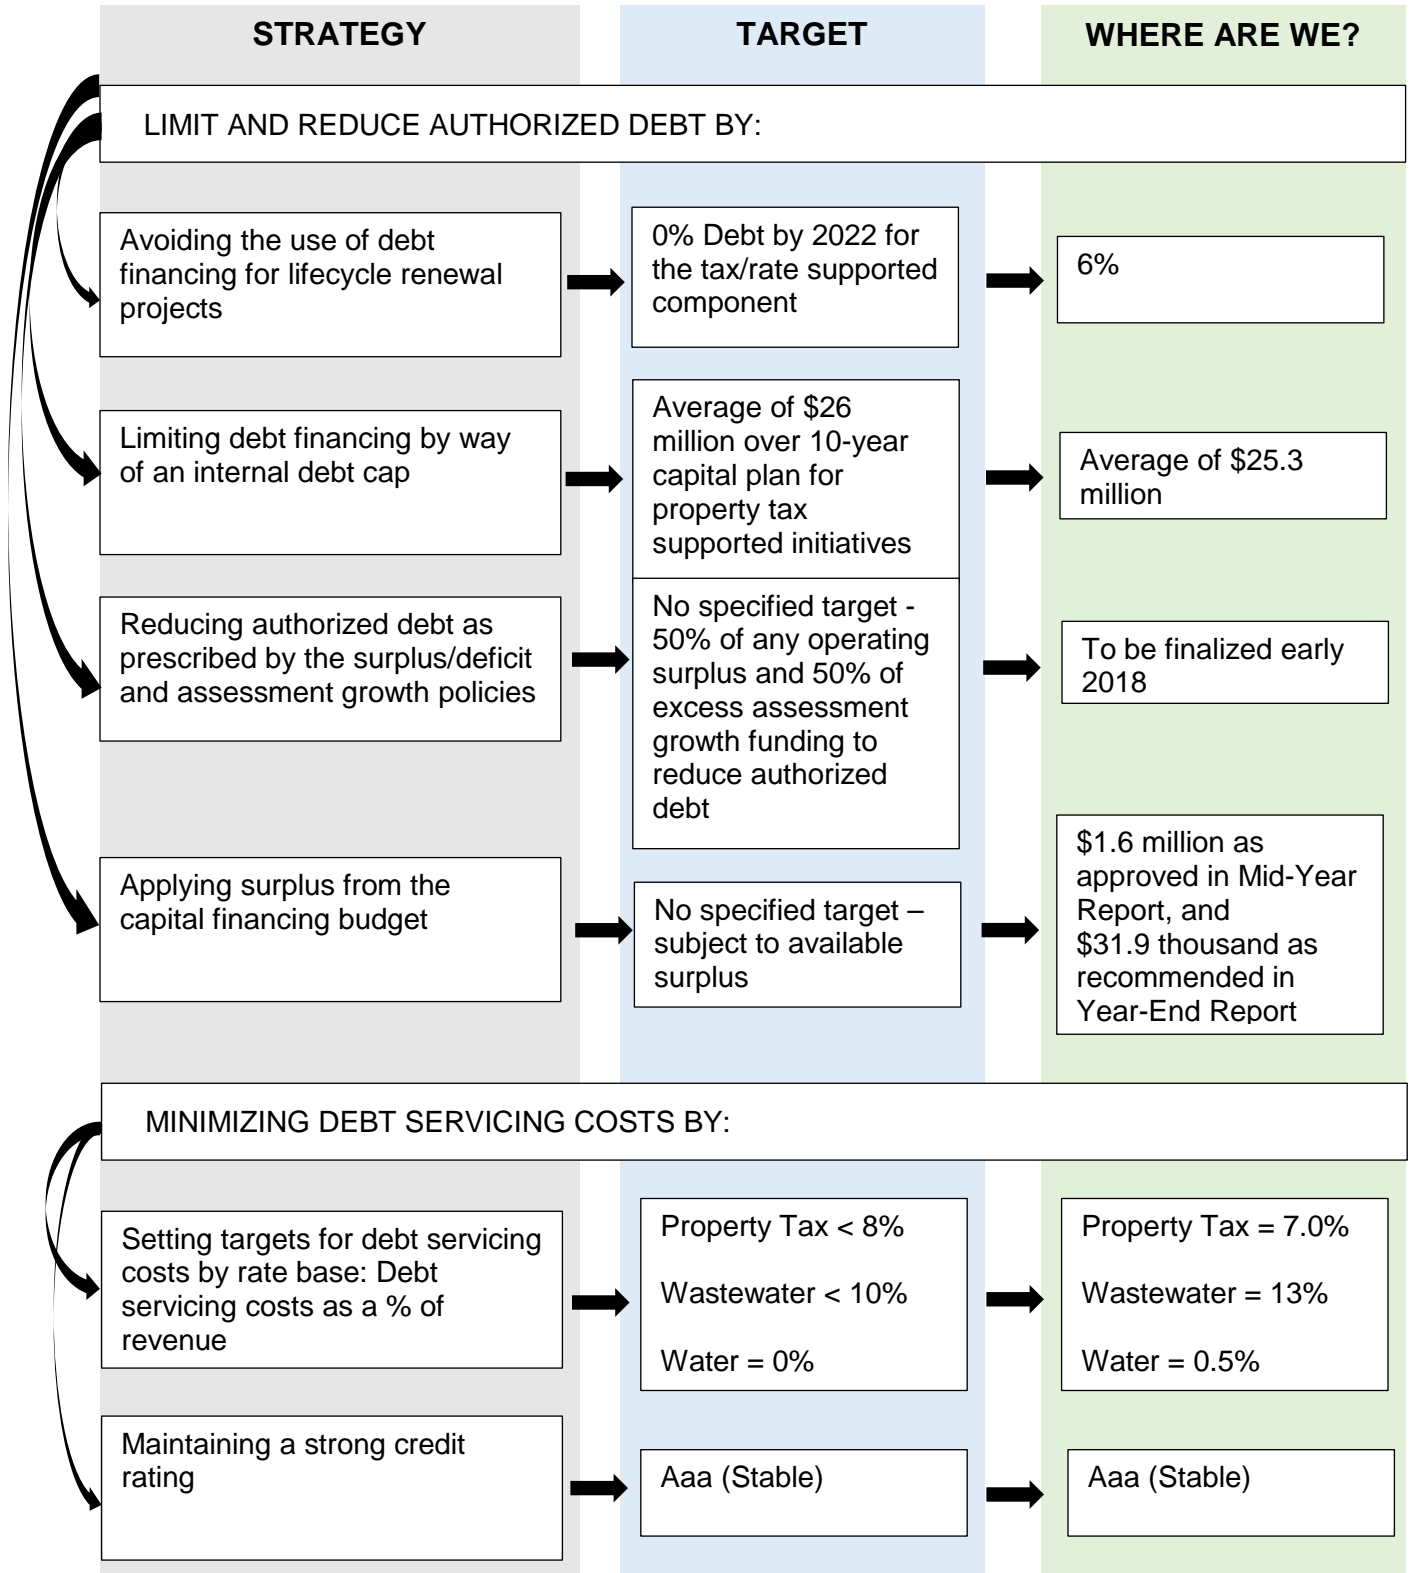 STRATEGY
TARGET
WHERE ARE WE?
LIMIT AND REDUCE AUTHORIZED DEBT BY:
Avoiding the use of debt
financing for lifecycle renewal
projects
0% Debt by 2022 for
the tax/rate supported
component
6%
Limiting debt financing by way
of an internal debt cap
Average of $26
million over 10-year
capital plan for
property tax
supported initiatives
Average of $25.3
million
Reducing authorized debt as
prescribed by the surplus/deficit
and assessment growth policies
No specified target -
50% of any operating
surplus and 50% of
excess assessment
growth funding to
reduce authorized
debt
To be finalized early
2018
Applying surplus from the
capital financing budget
No specified target –
subject to available
surplus
$1.6 million as
approved in Mid-Year
Report, and
$31.9 thousand as
recommended in
Year-End Report
MINIMIZING DEBT SERVICING COSTS BY:
Setting targets for debt servicing
costs by rate base: Debt
servicing costs as a % of
revenue
Property Tax < 8%
Wastewater < 10%
Water = 0%
Property Tax = 7.0%
Wastewater = 13%
Water = 0.5%
Maintaining a strong credit
rating
Aaa (Stable)
Aaa (Stable)